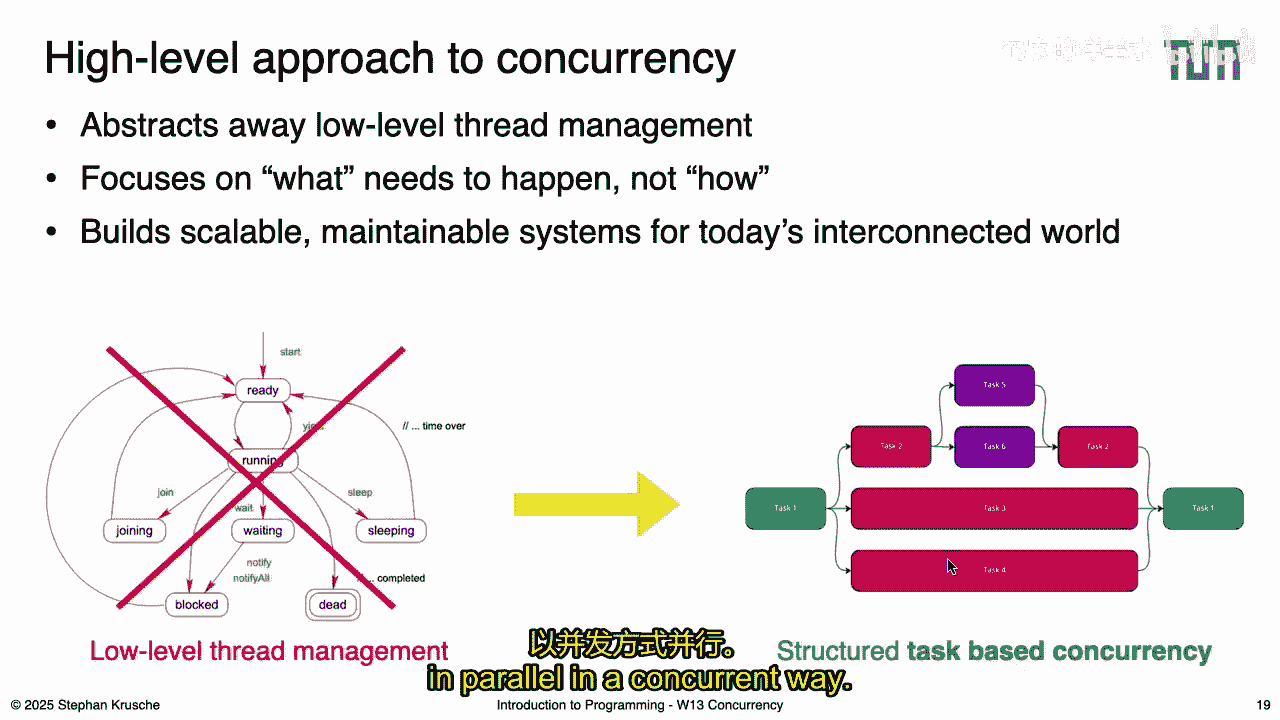 High-level approach to concurrency
• Abstracts away low-level thread management
• Focuses on “what” needs to happen, not “how”
• Builds scalable, maintainable systems for today’s interconnected world
start
ready
// ... time over
running
join
wait
sleep
joining
waiting
sleeping
notify
notifyAll
... completed
blocked
dead
Low-level thread management
Task 5
Task 2
Task 6
Task 2
Task 1
Task 3
Task 1
Task 4
Structured task based concurrency
以并发方式并行。
in parallel in a concurrent way.
© 2025 Stephan Krusche
Introduction to Programming - W13 Concurrency
19